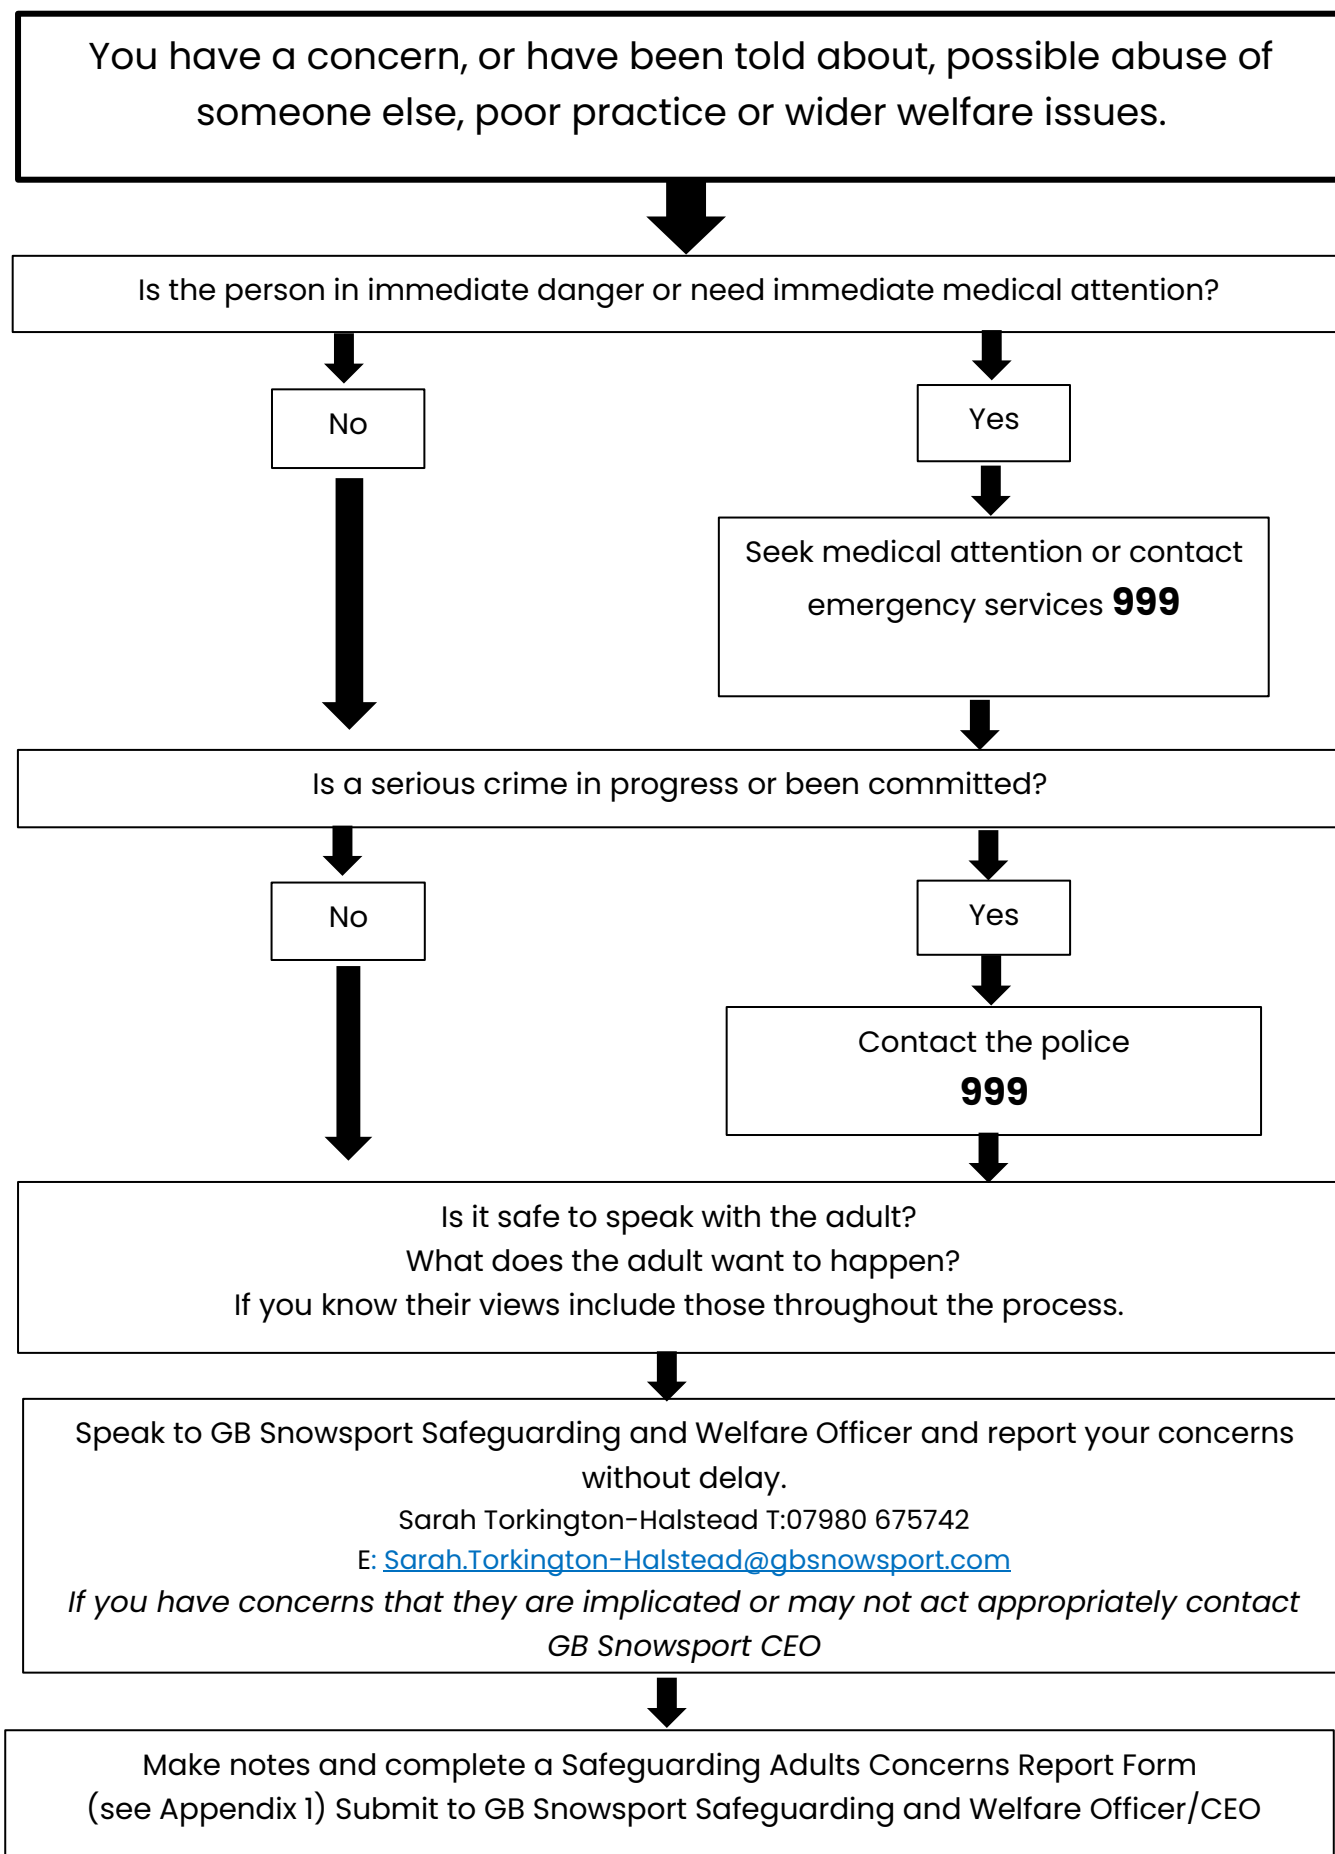 You have a concern, or have been told about, possible abuse of
someone else, poor practice or wider welfare issues.
Is the person in immediate danger or need immediate medical attention?
No
Yes
Seek medical attention or contact
emergency services 999
Is a serious crime in progress or been committed?
No
Yes
Contact the police
999
Is it safe to speak with the adult?
What does the adult want to happen?
If you know their views include those throughout the process.
Speak to GB Snowsport Safeguarding and Welfare Officer and report your concerns
without delay.
Sarah Torkington-Halstead T:07980 675742
E: Sarah.Torkington-Halstead@gbsnowsport.com
If you have concerns that they are implicated or may not act appropriately contact
GB Snowsport CEO
Make notes and complete a Safeguarding Adults Concerns Report Form
(see Appendix 1) Submit to GB Snowsport Safeguarding and Welfare Officer/CEO